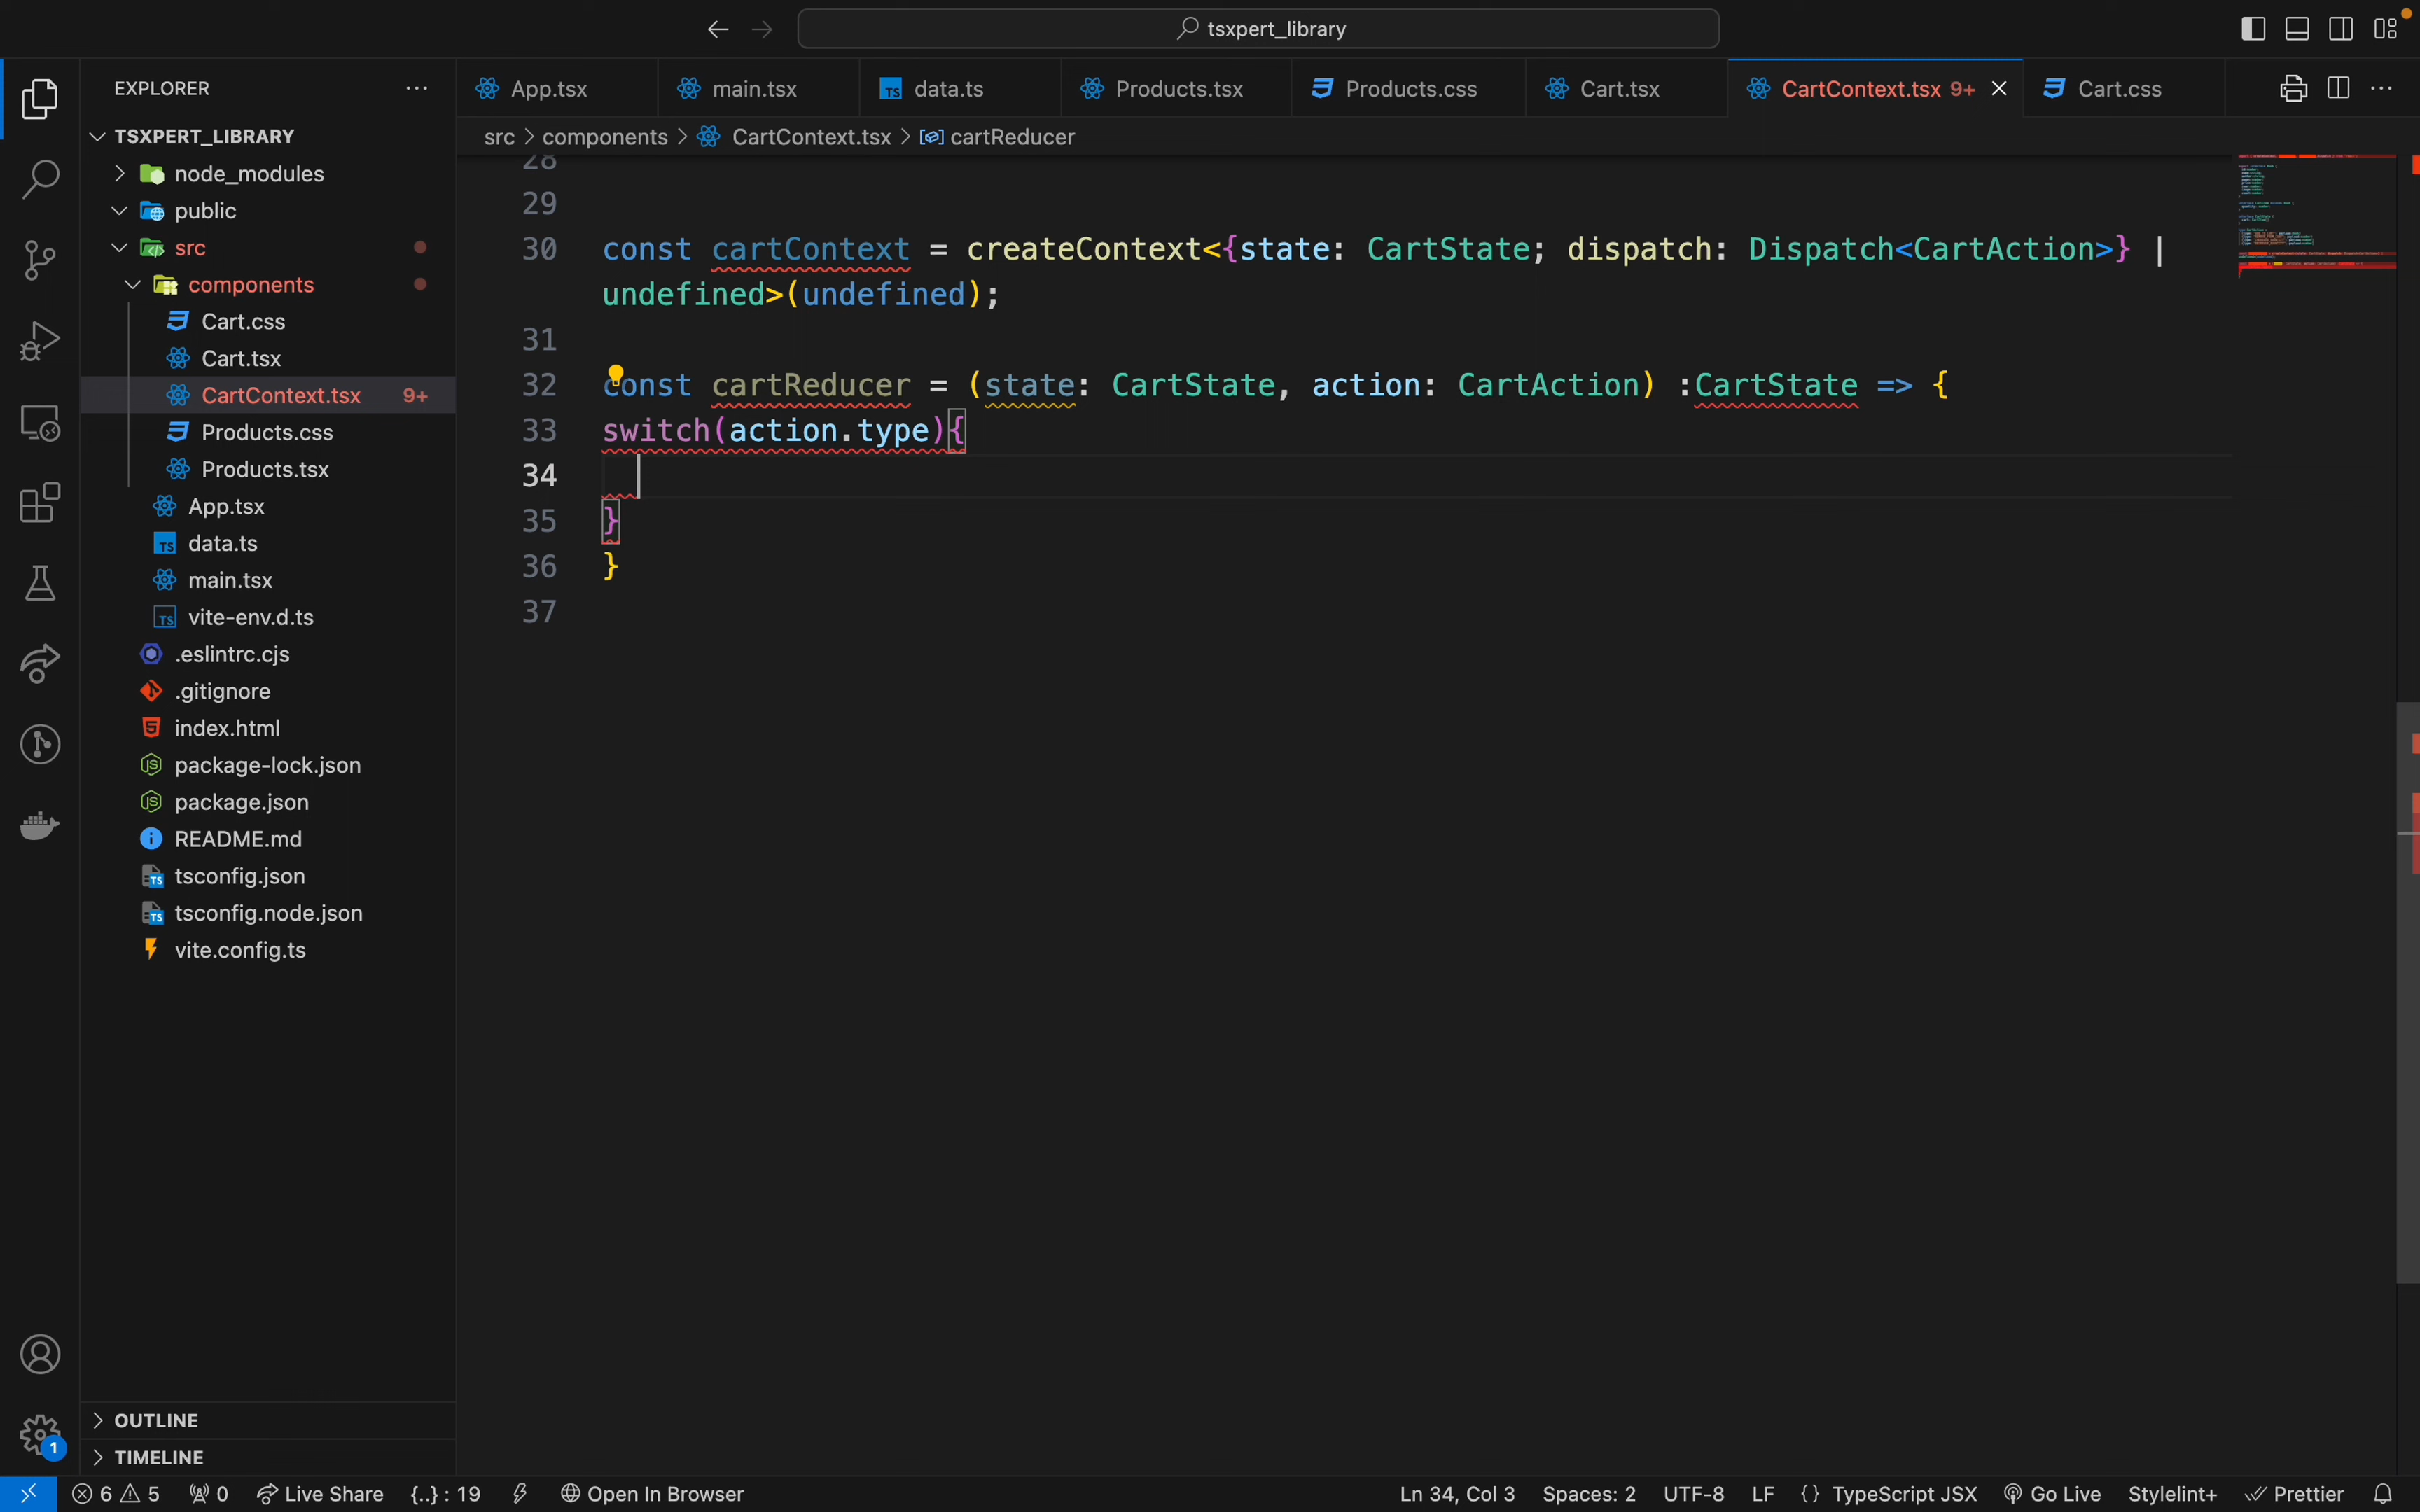 tsxpert_library
EXPLORER
App.tsx
main.tsx
TS data.ts
Products.tsx
Products.css
Cart.tsx
CartContext.tsx 9+
Cart.css
src > components > CartContext.tsx > cartReducer
TSXPERT_LIBRARY
node_modules
public
src
components
Cart.css
Cart.tsx
CartContext.tsx 9+
Products.css
Products.tsx
App.tsx
TS data.ts
main.tsx
TS vite-env.d.ts
.eslintrc.cjs
.gitignore
index.html
package-lock.json
package.json
README.md
tsconfig.json
tsconfig.node.json
vite.config.ts
OUTLINE
TIMELINE
28
29
30 const cartContext = createContext<{state: CartState; dispatch: Dispatch<CartAction>} |
undefined>(undefined);
31
32 const cartReducer = (state: CartState, action: CartAction) :CartState => {
33 switch(action.type){
34
35 }
36 }
37
1
6 5 0 Live Share {..} : 19 Open In Browser
Ln 34, Col 3 Spaces: 2 UTF-8 LF {} TypeScript JSX Go Live Stylelint+ Prettier